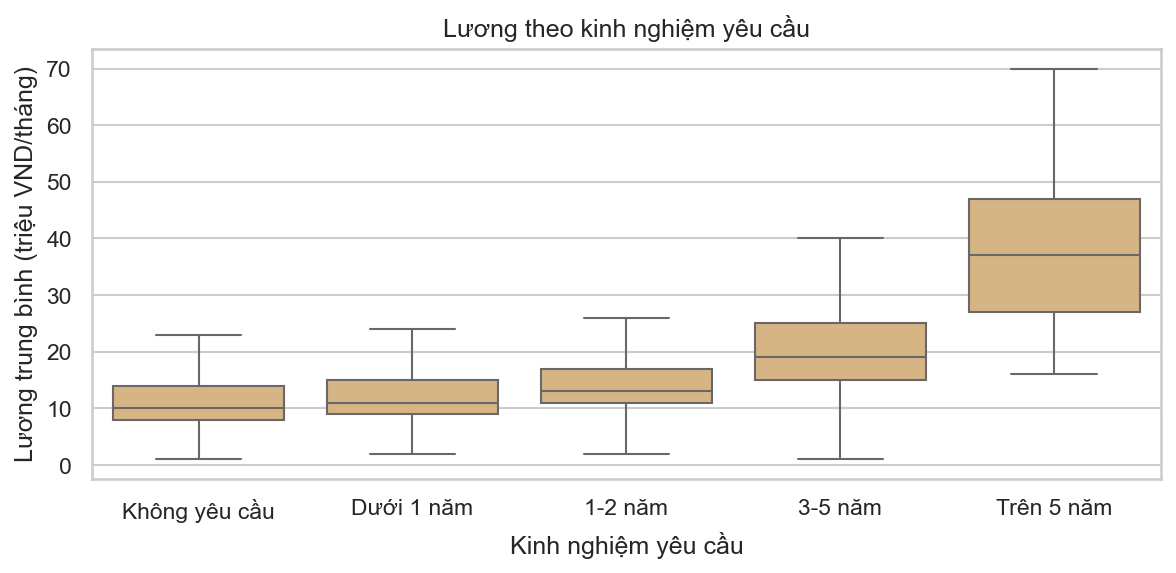 Lương theo kinh nghiệm yêu cầu
Lương trung bình (triệu VND/tháng)
70
60
50
40
30
20
10
0
Không yêu cầu
Dưới 1 năm
1-2 năm
3-5 năm
Trên 5 năm
Kinh nghiệm yêu cầu